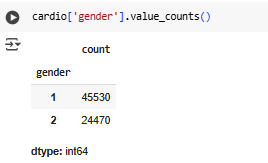 cardio['gender'].value_counts()
count
gender
1 45530
2 24470
dtype: int64